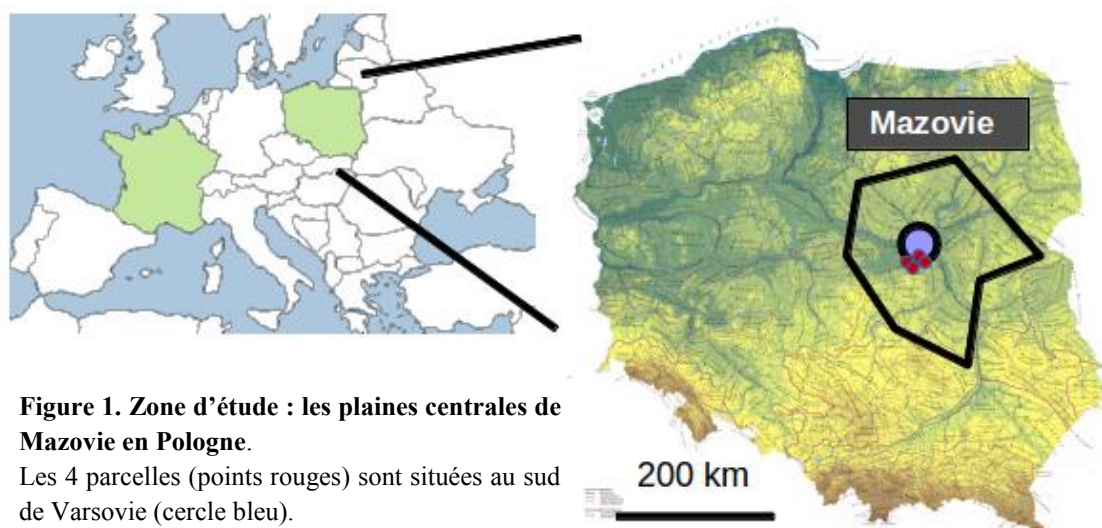 Mazovie
Figure 1. Zone d’étude : les plaines centrales de
Mazovie en Pologne.
Les 4 parcelles (points rouges) sont situées au sud
de Varsovie (cercle bleu).
200 km